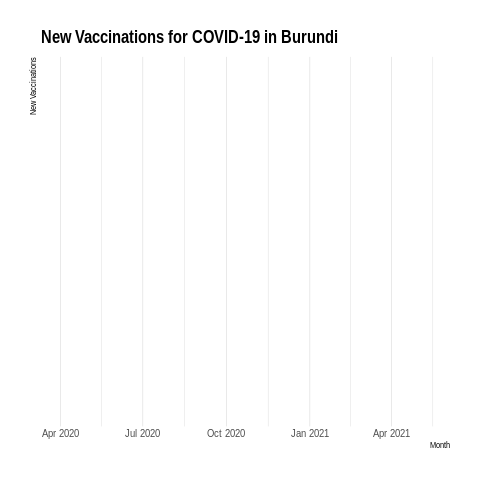 New Vaccinations for COVID-19 in Burundi
New Vaccinations
Apr 2020 Jul 2020 Oct 2020 Jan 2021 Apr 2021
Month